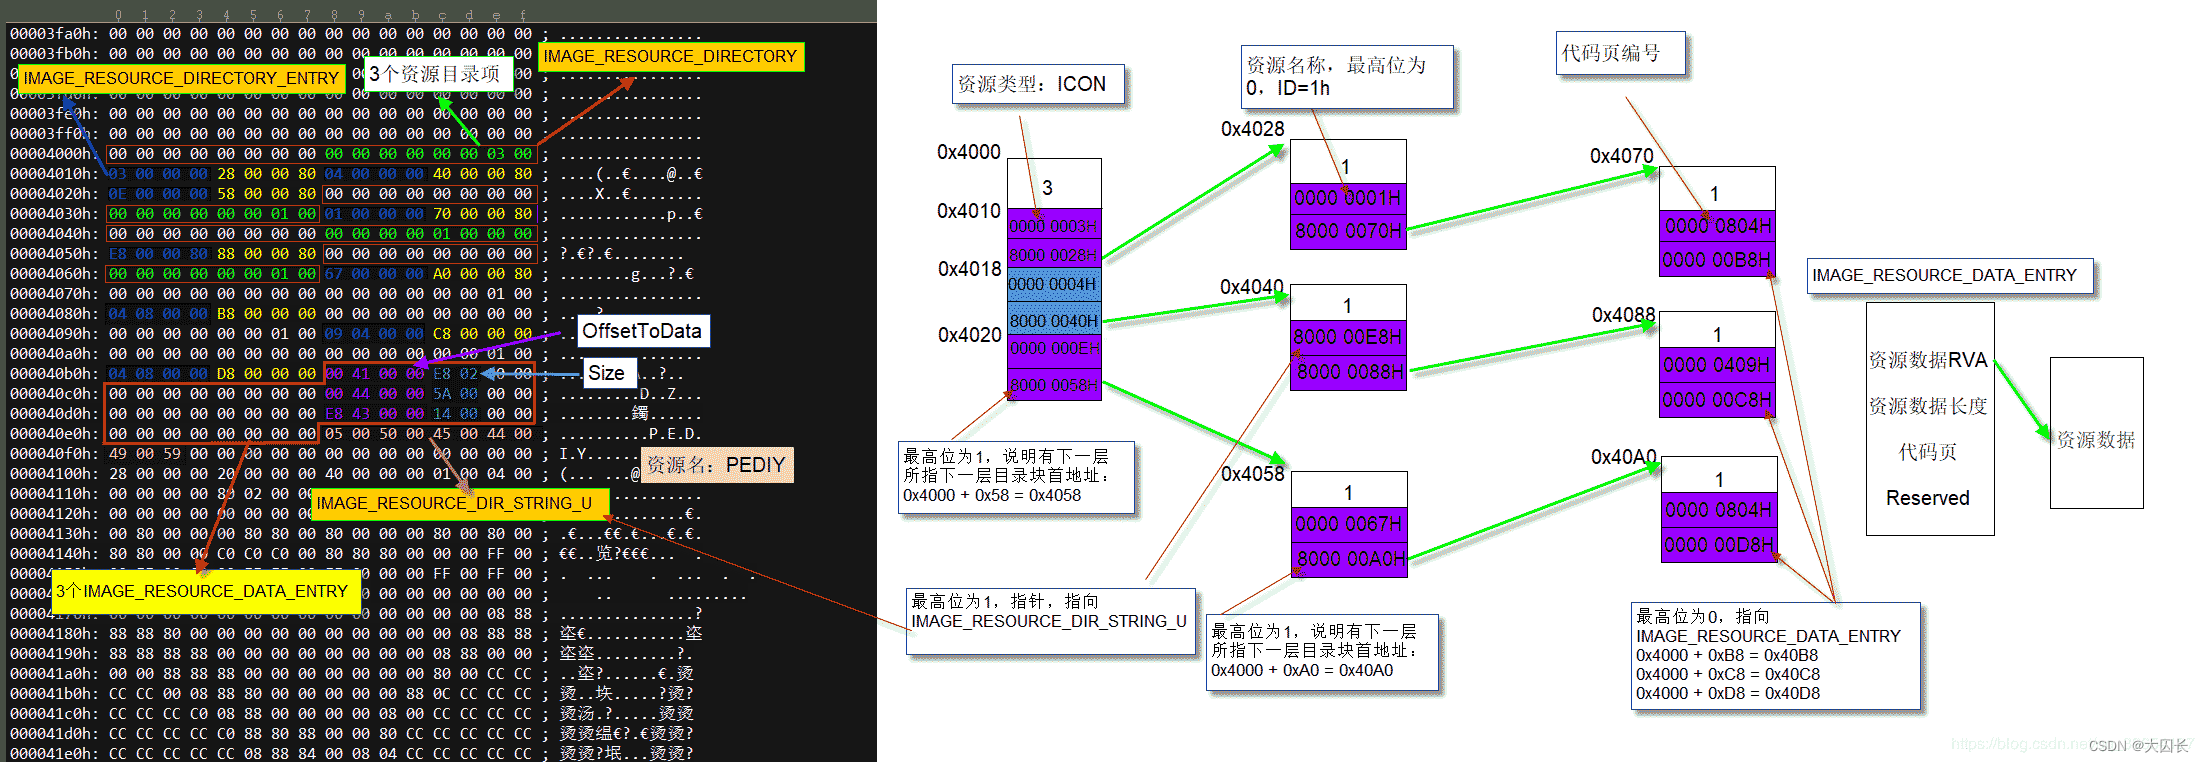 0 1 2 3 4 5 6 7 8 9 a b c d e f
00003fa0h: 00 00 00 00 00 00 00 00 00 00 00 00 00 00 00 00 ; ................
00003fb0h: 00 00 00 00 00 00 00 00 00 00 00 00 00 00 00 00
IMAGE_RESOURCE_DIRECTORY_ENTRY
3个资源目录项
IMAGE_RESOURCE_DIRECTORY
00003fe0h: 00 00 00 00 00 00 00 00 00 00 00 00 00 00 00 00 ; ................
00003ff0h: 00 00 00 00 00 00 00 00 00 00 00 00 00 00 00 00 ; ................
00004000h: 00 00 00 00 00 00 00 00 00 00 00 00 00 00 03 00 ; ................
00004010h: 03 00 00 00 28 00 00 80 04 00 00 00 40 00 00 80 ; ....(..€....@..€
00004020h: 0E 00 00 00 58 00 00 80 00 00 00 00 00 00 00 00 ; ....X..€........
00004030h: 00 00 00 00 00 00 01 00 01 00 00 00 70 00 00 80 ; ............p..€
00004040h: 00 00 00 00 00 00 00 00 00 00 00 00 01 00 00 00 ; ................
00004050h: E8 00 00 80 88 00 00 80 00 00 00 00 00 00 00 00 ; ?.€?.€........
00004060h: 00 00 00 00 00 00 01 00 67 00 00 00 A0 00 00 80 ; ........g...?.€
00004070h: 00 00 00 00 00 00 00 00 00 00 00 00 00 00 01 00 ; ................
00004080h: 04 08 00 00 B8 00 00 00 00 00 00 00 00 00 00 00 ;
00004090h: 00 00 00 00 00 00 01 00 09 04 00 00 C8 00 00 00 ;
OffsetToData
000040a0h: 00 00 00 00 00 00 00 00 00 00 00 00 00 00 01 00 ;
000040b0h: 04 08 00 00 D8 00 00 00 00 41 00 00 E8 02 00 00 ;
Size
000040c0h: 00 00 00 00 00 00 00 00 00 44 00 00 5A 00 00 00 ; .........D..Z...
000040d0h: 00 00 00 00 00 00 00 00 E8 43 00 00 14 00 00 00 ; ........鐲......
000040e0h: 00 00 00 00 00 00 00 00 05 00 50 00 45 00 44 00 ; ..........P.E.D.
000040f0h: 49 00 59 00 00 00 00 00 00 00 00 00 00 00 00 00 ; I.Y.
资源名：PEDIY
00004100h: 28 00 00 00 20 00 00 00 40 00 00 00 01 00 04 00 ; (... ...@
00004110h: 00 00 00 00 80 02 00 00
IMAGE_RESOURCE_DIR_STRING_U
00004120h: 00 00 00 00 00 00 00 00
00004130h: 00 80 00 00 00 80 80 00 80 00 00 00 80 00 80 00 ; .€...€€.€...€.€.
00004140h: 80 80 00 00 C0 C0 C0 00 80 80 80 00 00 00 FF 00 ; €€..览?€€€... .
3个IMAGE_RESOURCE_DATA_ENTRY
00004180h: 88 88 80 00 00 00 00 00 00 00 00 00 00 08 88 88 ; 垄€...........垄
00004190h: 88 88 88 88 00 00 00 00 00 00 00 00 08 88 00 00 ; 垄垄.........?.
000041a0h: 00 00 88 88 88 00 00 00 00 00 00 00 80 00 CC CC ; ..垄?......€.烫
000041b0h: CC CC 00 88 88 00 00 00 00 00 00 88 0C CC CC CC ;
000041c0h: CC CC CC C0 08 88 00 00 00 00 08 00 CC CC CC CC ; 烫汤.?.....烫烫
000041d0h: CC CC CC CC C0 88 80 88 00 00 80 CC CC CC CC CC ; 烫烫缊€?.€烫烫?
000041e0h: CC CC CC CC CC 08 88 84 00 08 04 CC CC CC CC CC ; 烫烫?垊...烫烫?
资源类型：ICON
资源名称，最高位为
0，ID=1h
代码页编号
0x4000
3
0x4010
0000 0003H
8000 0028H
0x4018
0000 0004H
8000 0040H
0x4020
0000 000EH
8000 0058H
0x4028
1
0000 0001H
8000 0070H
0x4040
1
8000 00E8H
8000 0088H
0x4058
1
0000 0067H
8000 00A0H
0x4070
1
0000 0804H
0000 00B8H
0x4088
1
0000 0409H
0000 00C8H
0x40A0
1
0000 0804H
0000 00D8H
IMAGE_RESOURCE_DATA_ENTRY
资源数据RVA
资源数据长度
代码页
Reserved
资源数据
最高位为1，说明有下一层
所指下一层目录块首地址：
0x4000 + 0x58 = 0x4058
最高位为1，指针，指向
IMAGE_RESOURCE_DIR_STRING_U
最高位为1，说明有下一层
所指下一层目录块首地址：
0x4000 + 0xA0 = 0x40A0
最高位为0，指向
IMAGE_RESOURCE_DATA_ENTRY
0x4000 + 0xB8 = 0x40B8
0x4000 + 0xC8 = 0x40C8
0x4000 + 0xD8 = 0x40D8
CSDN @大囚长